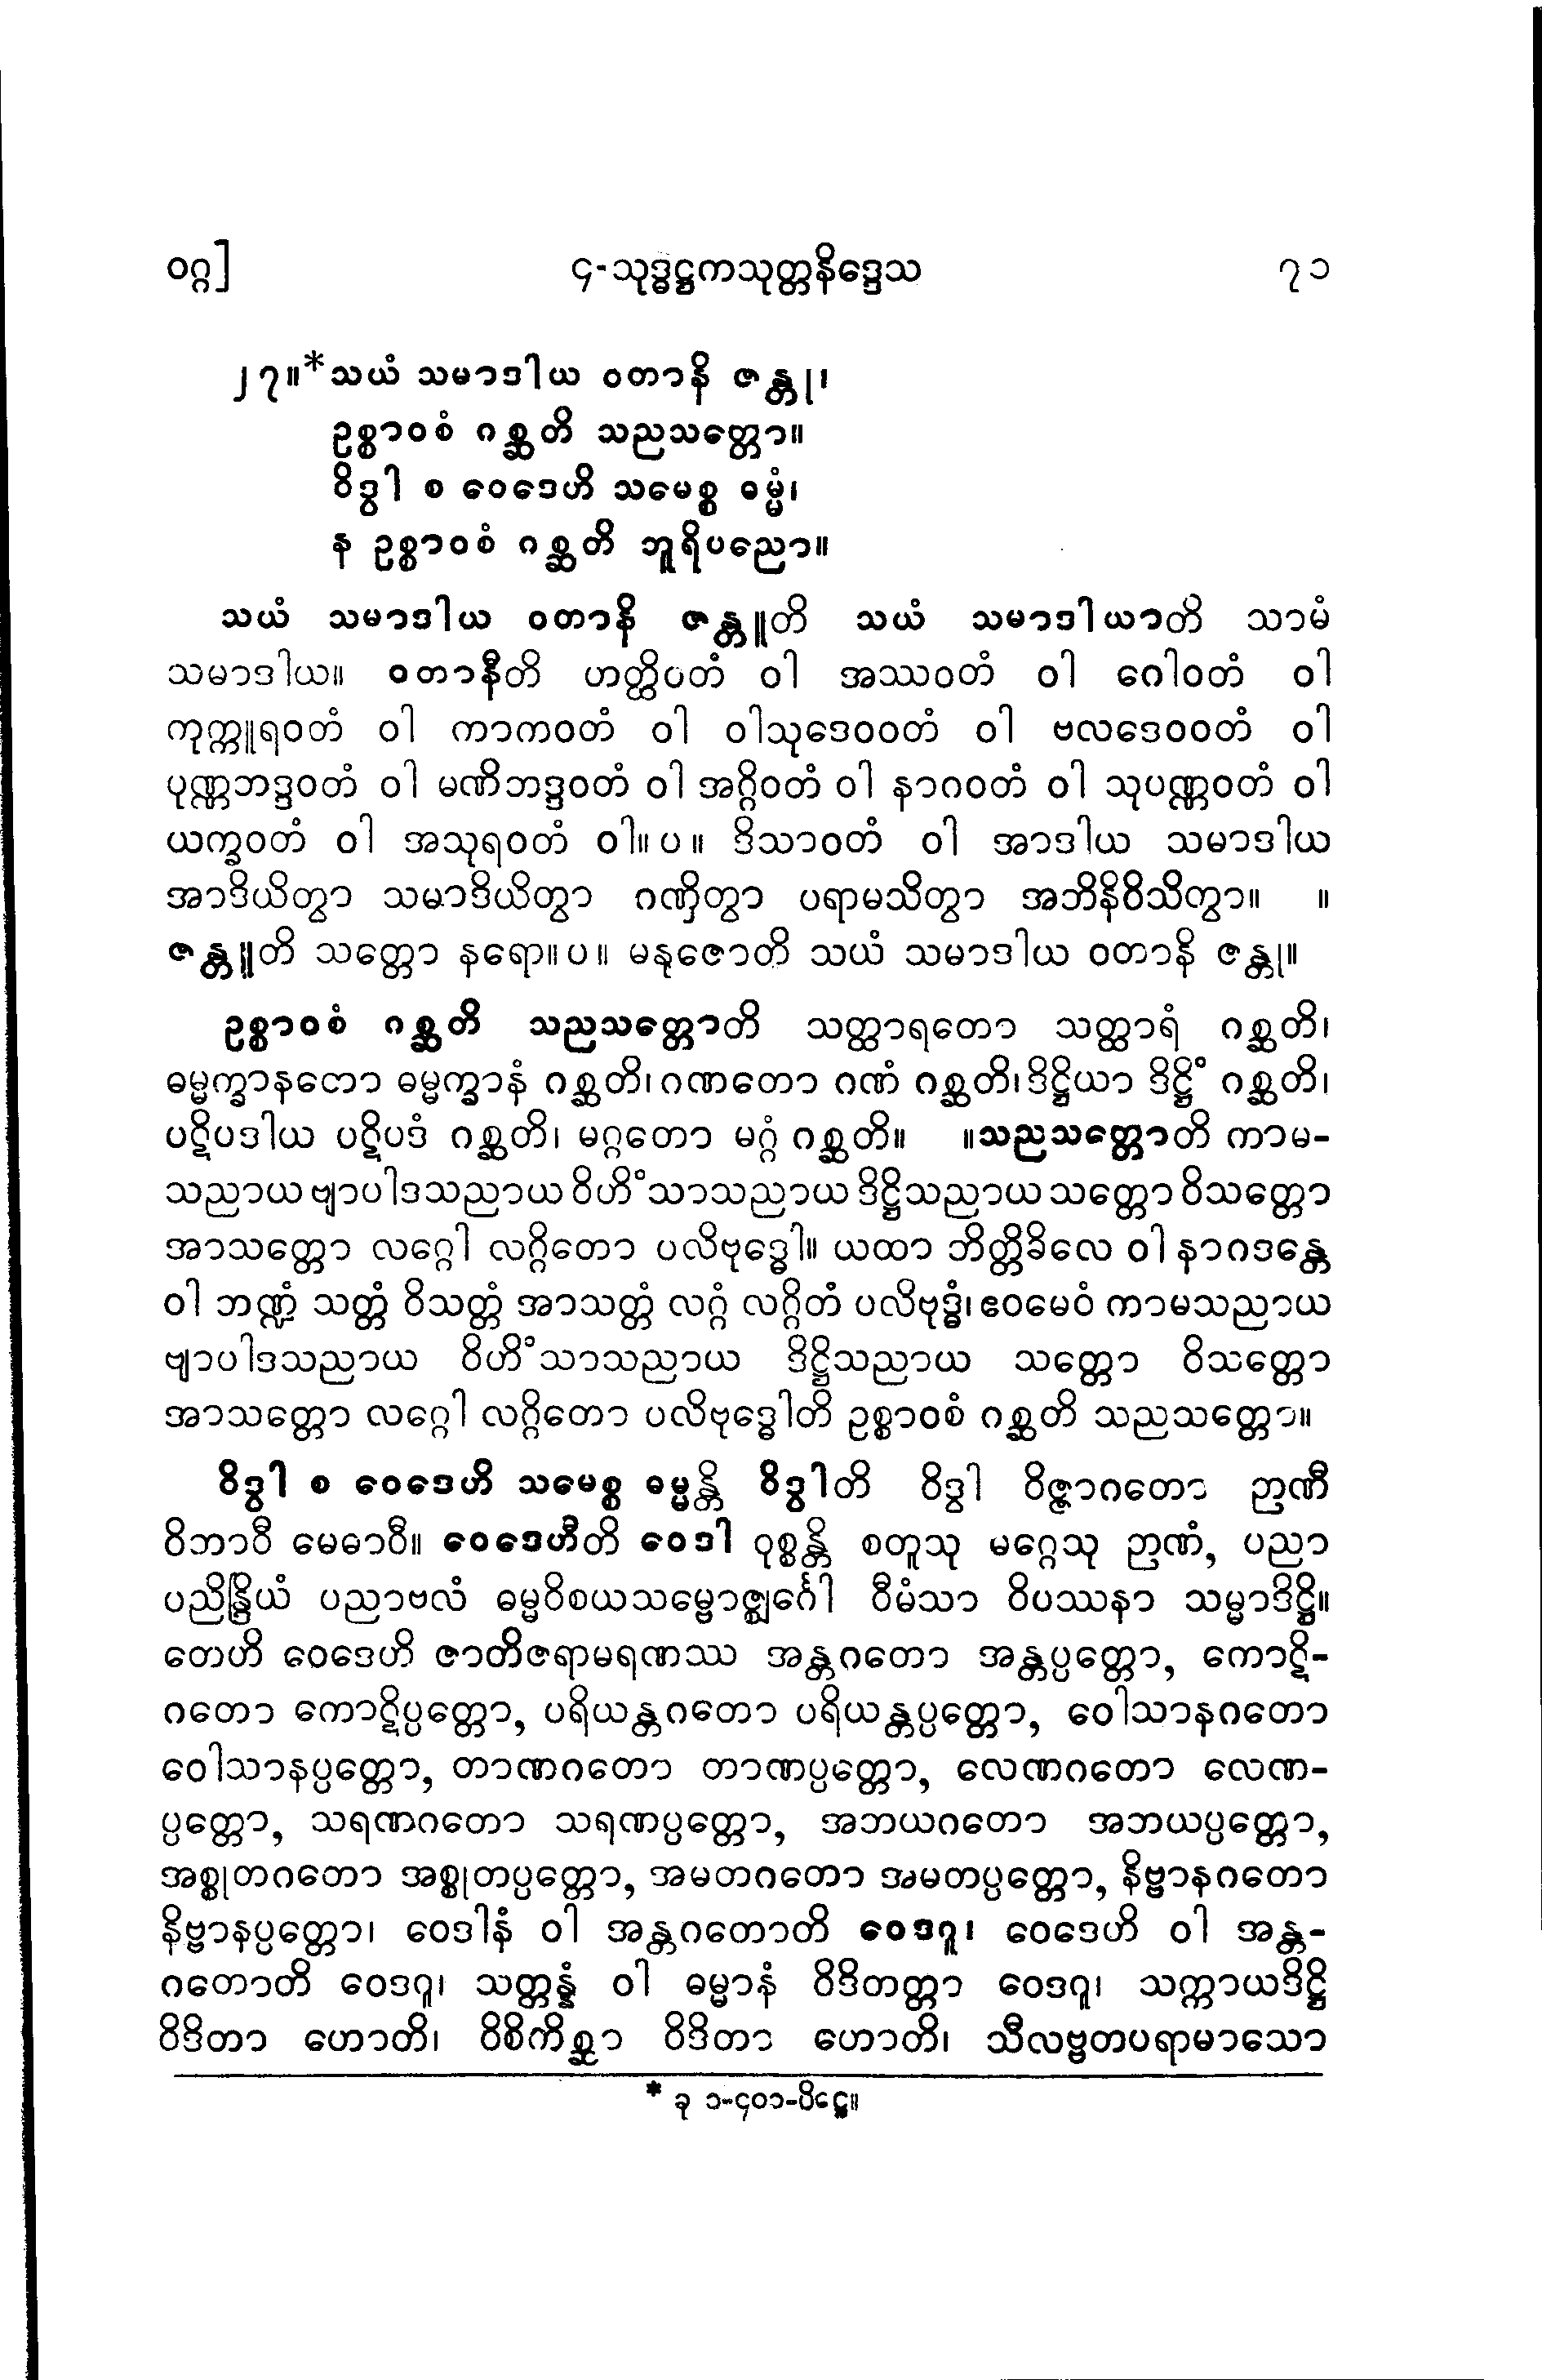 ဝဂ္ဂ] ၄-သုဒ္ဓဋ္ဌကသုတ္တနိဒ္ဒေသ ၇၁
၂၇။*သယံ သမာဒါယ ဝတာနိ ဇန္တု၊
ဥစ္စာဝစံ ဂစ္ဆတိ သညသတ္တော။
ဝိဒွါ စ ဝေဒေဟိ သမေစ္စ ဓမ္မံ၊
န ဥစ္စာဝစံ ဂစ္ဆတိ ဘူရိပညော။
သယံ သမာဒါယ ဝတာနိ ဇန္တူတိ သယံ သမာဒါယာတိ သာမံ
သမာဒါယ။ ဝတာနီတိ ဟတ္ထိဝတံ ဝါ အဿဝတံ ဝါ ဂေါဝတံ ဝါ
ကုက္ကူရဝတံ ဝါ ကာကဝတံ ဝါ ဝါသုဒေဝဝတံ ဝါ ဗလဒေဝဝတံ ဝါ
ပုဏ္ဏဘဒ္ဒဝတံ ဝါ မဏိဘဒ္ဒဝတံ ဝါ အဂ္ဂိဝတံ ဝါ နာဂဝတံ ဝါ သုပဏ္ဏဝတံ ဝါ
ယက္ခဝတံ ဝါ အသုရဝတံ ဝါ။ ပ။ ဒိသာဝတံ ဝါ အာဒါယ သမာဒါယ
အာဒိယိတွာ သမာဒိယိတွာ ဂဏှိတွာ ပရာမသိတွာ အဘိနိဝိသိကွာ။ ။
ဇန္တူတိ သတ္တော နရော။ ပ။ မနုဇောတိ သယံ သမာဒါယ ဝတာနိ ဇန္တု။
ဥစ္စာဝစံ ဂစ္ဆတိ သညသတ္တောတိ သတ္ထာရတော သတ္ထာရံ ဂစ္ဆတိ၊
ဓမ္မက္ခာနတော ဓမ္မက္ခာနံ ဂစ္ဆတိ၊ ဂဏတော ဂဏံ ဂစ္ဆတိ၊ ဒိဋ္ဌိယာ ဒိဋ္ဌိံ ဂစ္ဆတိ၊
ပဋိပဒါယ ပဋိပဒံ ဂစ္ဆတိ၊ မဂ္ဂတော မဂ္ဂံ ဂစ္ဆတိ။ ။သညသတ္တောတိ ကာမ-
သညာယ ဗျာပါဒသညာယ ဝိဟိံသာသညာယ ဒိဋ္ဌိသညာယ သတ္တော ဝိသတ္တော
အာသတ္တော လဂ္ဂေါ လဂ္ဂိတော ပလိဗုဒ္ဓေါ။ ယထာ ဘိတ္တိခိလေ ဝါ နာဂဒန္တေ
ဝါ ဘဏ္ဍံ သတ္တံ ဝိသတ္တံ အာသတ္တံ လဂ္ဂံ လဂ္ဂိတံ ပလိဗုဒ္ဓံ၊ ဧဝမေဝံ ကာမသညာယ
ဗျာပါဒသညာယ ဝိဟိံသာသညာယ ဒိဋ္ဌိသညာယ သတ္တော ဝိသတ္တော
အာသတ္တော လဂ္ဂေါ လဂ္ဂိတော ပလိဗုဒ္ဓေါတိ ဥစ္စာဝစံ ဂစ္ဆတိ သညသတ္တော။
ဝိဒွါ စ ဝေဒေဟိ သမေစ္စ ဓမ္မန္တိ ဝိဒွါတိ ဝိဒွါ ဝိဇ္ဇာဂတော ဉာဏီ
ဝိဘာဝီ မေဓာဝီ။ ဝေဒေဟီတိ ဝေဒါ ဝုစ္စန္တိ စတူသု မဂ္ဂေသု ဉာဏံ, ပညာ
ပညိန္ဒြိယံ ပညာဗလံ ဓမ္မဝိစယသမ္ဗောဇ္ဈင်္ဂေါ ဝီမံသာ ဝိပဿနာ သမ္မာဒိဋ္ဌိ။
တေဟိ ဝေဒေဟိ ဇာတိဇရာမရဏဿ အန္တဂတော အန္တပ္ပတ္တော, ကောဋိ-
ဂတော ကောဋိပ္ပတ္တော, ပရိယန္တဂတော ပရိယန္တပ္ပတ္တော, ဝေါသာနဂတော
ဝေါသာနပ္ပတ္တော, တာဏဂတော တာဏပ္ပတ္တော, လေဏဂတော လေဏ-
ပ္ပတ္တော, သရဏဂတော သရဏပ္ပတ္တော, အဘယဂတော အဘယပ္ပတ္တော,
အစ္စုတဂတော အစ္စုတပ္ပတ္တော, အမတဂတော အမတပ္ပတ္တော, နိဗ္ဗာနဂတော
နိဗ္ဗာနပ္ပတ္တော၊ ဝေဒါနံ ဝါ အန္တဂတောတိ ဝေဒဂူ၊ ဝေဒေဟိ ဝါ အန္တ-
ဂတောတိ ဝေဒဂူ၊ သတ္တန္နံ ဝါ ဓမ္မာနံ ဝိဒိတတ္တာ ဝေဒဂူ၊ သက္ကာယဒိဋ္ဌိ
ဝိဒိတာ ဟောတိ၊ ဝိစိကိစ္ဆာ ဝိဒိတာ ဟောတိ၊ သီလဗ္ဗတပရာမာသော
* ခု ၁-၄၀၁-ပိဋ္ဌေ။